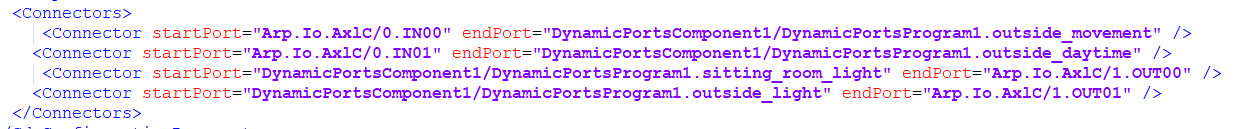 <Connectors>
<Connector startPort="Arp.Io.AxlC/0.IN00" endPort="DynamicPortsComponent1/DynamicPortsProgram1.outside_movement" />
<Connector startPort="Arp.Io.AxlC/0.IN01" endPort="DynamicPortsComponent1/DynamicPortsProgram1.outside_daytime" />
<Connector startPort="DynamicPortsComponent1/DynamicPortsProgram1.sitting_room_light" endPort="Arp.Io.AxlC/1.OUT00" />
<Connector startPort="DynamicPortsComponent1/DynamicPortsProgram1.outside_light" endPort="Arp.Io.AxlC/1.OUT01" />
</Connectors>